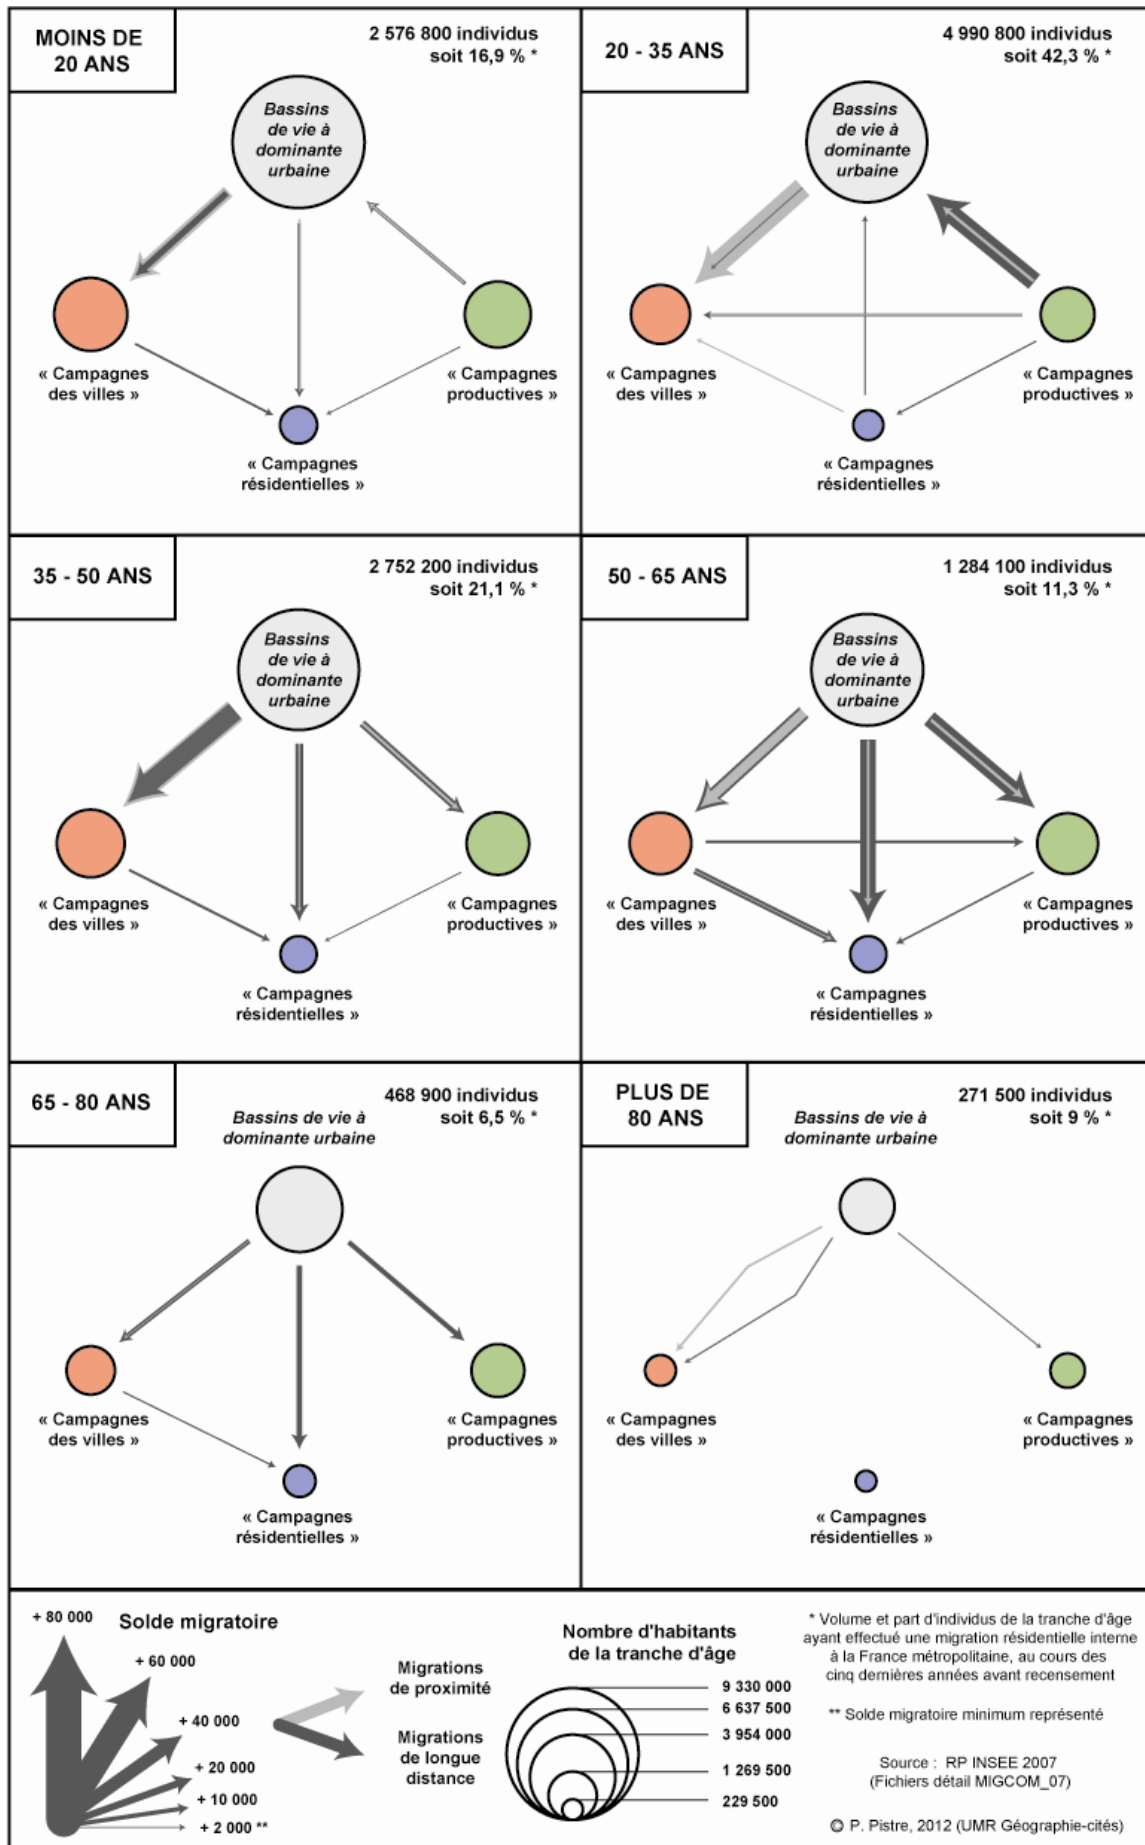 MOINS DE
20 ANS
2 576 800 individus
soit 16,9 % *
Bassins
de vie à
dominante
urbaine
« Campagnes
des villes »
« Campagnes
productives »
« Campagnes
résidentielles »
20 - 35 ANS
4 990 800 individus
soit 42,3 % *
Bassins
de vie à
dominante
urbaine
« Campagnes
des villes »
« Campagnes
productives »
« Campagnes
résidentielles »
35 - 50 ANS
2 752 200 individus
soit 21,1 % *
Bassins
de vie à
dominante
urbaine
« Campagnes
des villes »
« Campagnes
productives »
« Campagnes
résidentielles »
50 - 65 ANS
1 284 100 individus
soit 11,3 % *
Bassins
de vie à
dominante
urbaine
« Campagnes
des villes »
« Campagnes
productives »
« Campagnes
résidentielles »
65 - 80 ANS
468 900 individus
soit 6,5 % *
Bassins de vie à
dominante urbaine
« Campagnes
des villes »
« Campagnes
productives »
« Campagnes
résidentielles »
PLUS DE
80 ANS
271 500 individus
soit 9 % *
Bassins de vie à
dominante urbaine
« Campagnes
des villes »
« Campagnes
productives »
« Campagnes
résidentielles »
Solde migratoire
+ 80 000
+ 60 000
+ 40 000
+ 20 000
+ 10 000
+ 2 000 **
Migrations
de proximité
Migrations
de longue
distance
Nombre d'habitants
de la tranche d'âge
9 330 000
6 637 500
3 954 000
1 269 500
229 500
* Volume et part d'individus de la tranche d'âge
ayant effectué une migration résidentielle interne
à la France métropolitaine, au cours des
cinq dernières années avant recensement
** Solde migratoire minimum représenté
Source : RP INSEE 2007
(Fichiers détail MIGCOM_07)
© P. Pistre, 2012 (UMR Géographie-cités)